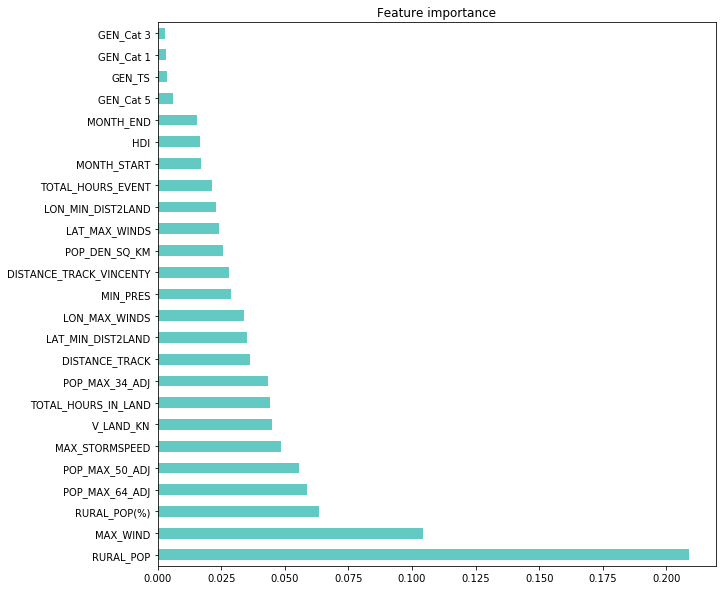 Feature importance
GEN_Cat 3
GEN_Cat 1
GEN_TS
GEN_Cat 5
MONTH_END
HDI
MONTH_START
TOTAL_HOURS_EVENT
LON_MIN_DIST2LAND
LAT_MAX_WINDS
POP_DEN_SQ_KM
DISTANCE_TRACK_VINCENTY
MIN_PRES
LON_MAX_WINDS
LAT_MIN_DIST2LAND
DISTANCE_TRACK
POP_MAX_34_ADJ
TOTAL_HOURS_IN_LAND
V_LAND_KN
MAX_STORMSPEED
POP_MAX_50_ADJ
POP_MAX_64_ADJ
RURAL_POP(%)
MAX_WIND
RURAL_POP
0.000 0.025 0.050 0.075 0.100 0.125 0.150 0.175 0.200